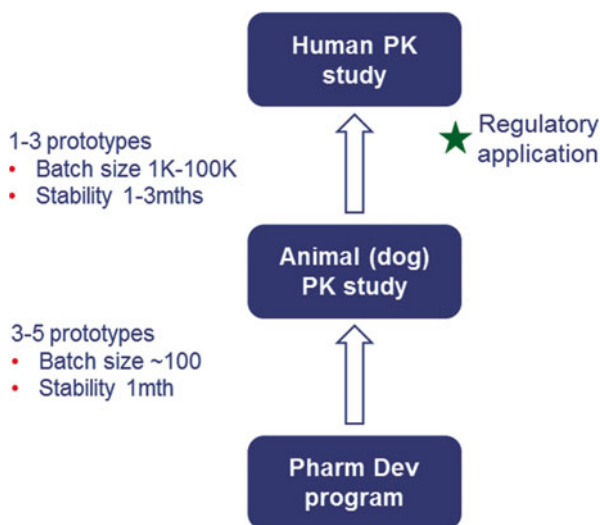 Human PK
study
1-3 prototypes
• Batch size 1K-100K
• Stability 1-3mths
Regulatory
application
Animal (dog)
PK study
3-5 prototypes
• Batch size ~100
• Stability 1mth
Pharm Dev
program